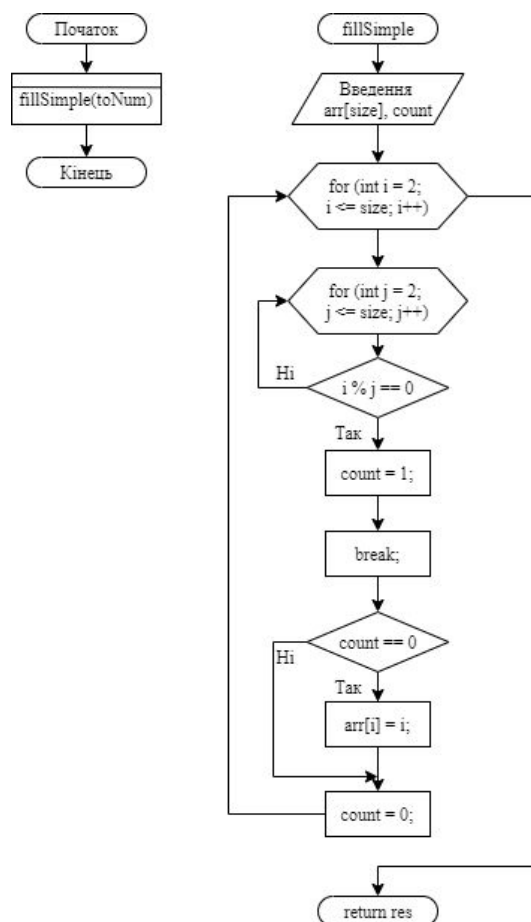 Початок
fillSimple(toNum)
Кінець
fillSimple
Введення
arr[size], count
for (int i = 2;
i <= size; i++)
for (int j = 2;
j <= size; j++)
Ні
i % j == 0
Так
count = 1;
break;
count == 0
Ні
Так
arr[i] = i;
count = 0;
return res